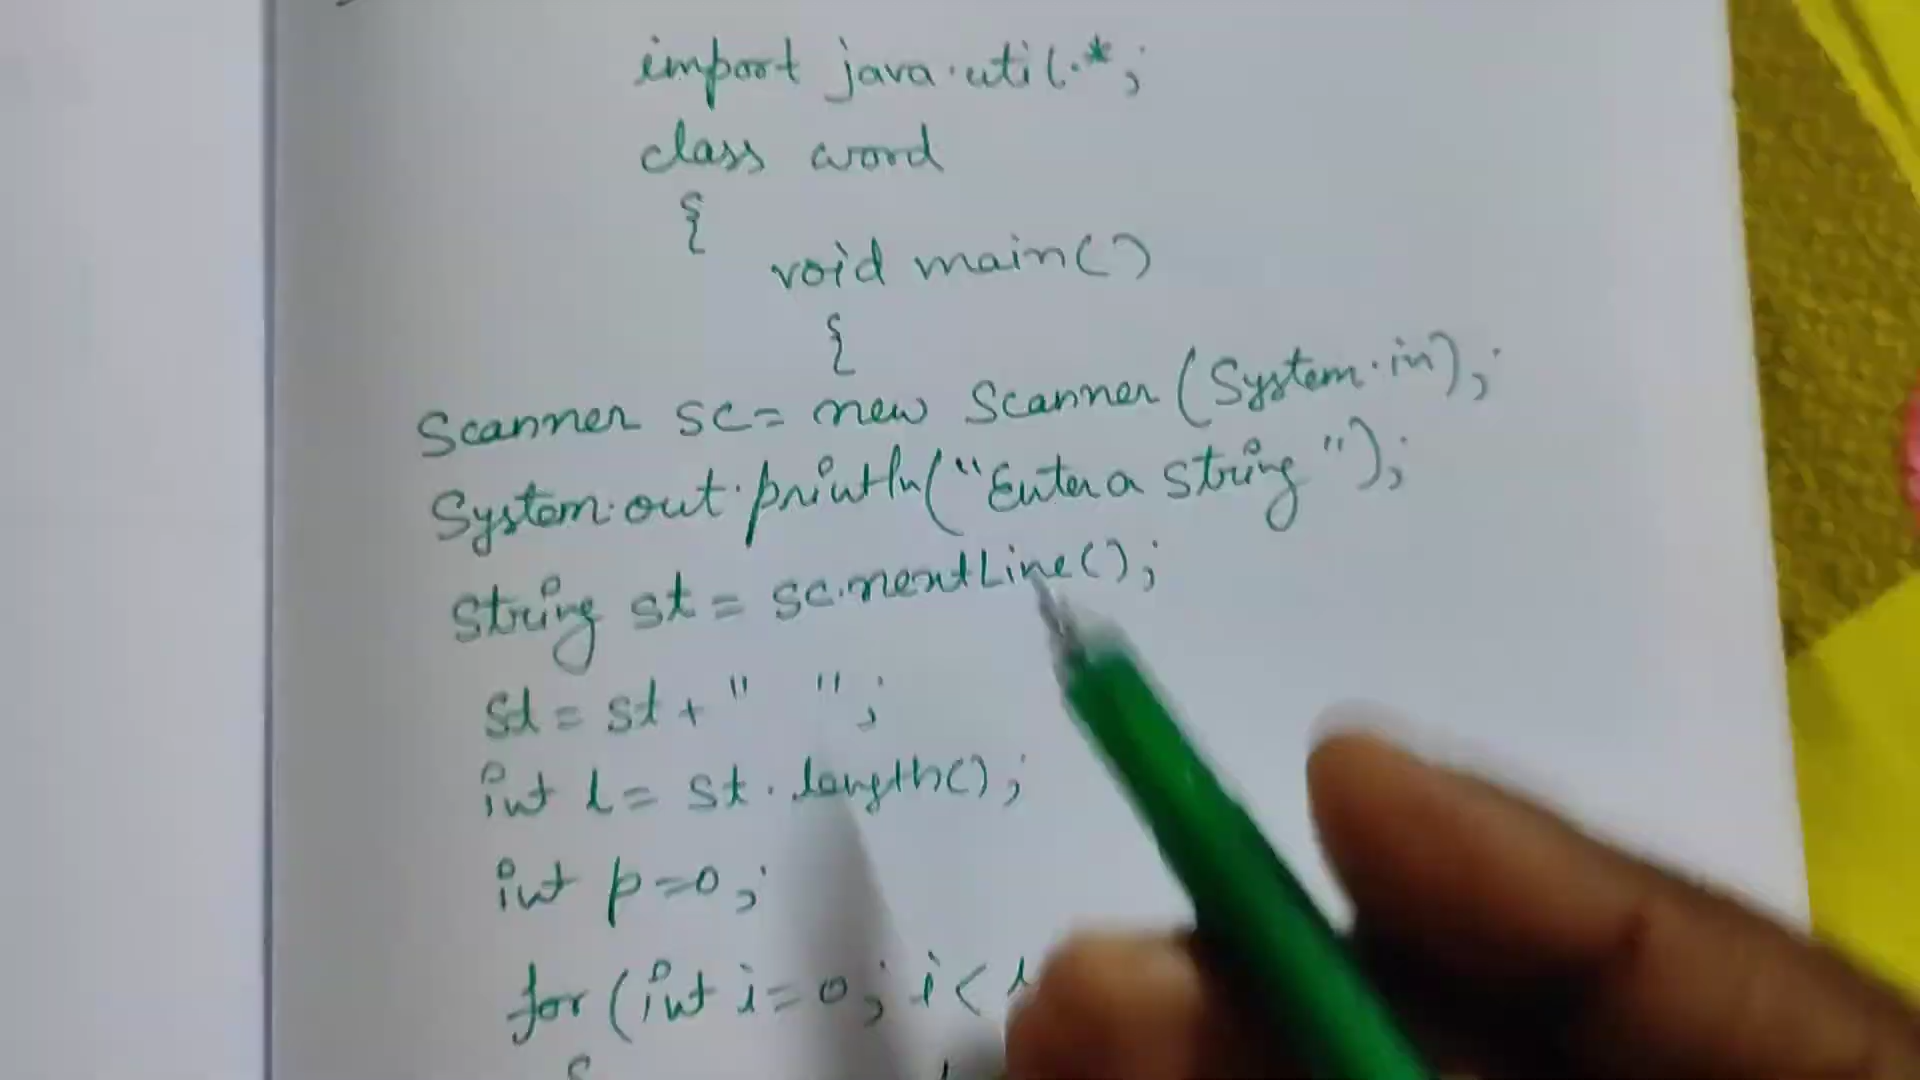 import java.util.*;
class word
{
void main()
{
Scanner sc= new Scanner (System.in);
System.out.println("Enter a string ");
String st = sc.nextLine();
st = st + "  ";
int l = st.length();
int p=0;
for (int i=0; i<
{